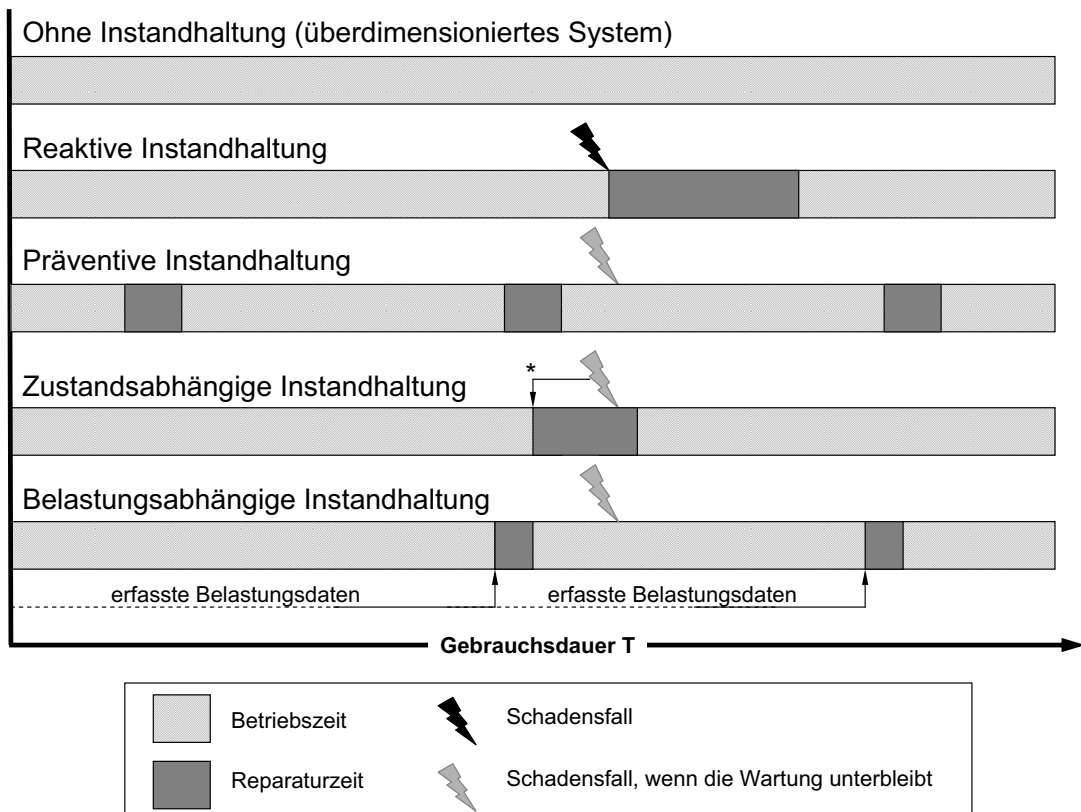 Ohne Instandhaltung (überdimensioniertes System)
Reaktive Instandhaltung
Präventive Instandhaltung
*
Zustandsabhängige Instandhaltung
Belastungsabhängige Instandhaltung
erfasste Belastungsdaten erfasste Belastungsdaten
Gebrauchsdauer T
Betriebszeit Schadensfall
Reparaturzeit Schadensfall, wenn die Wartung unterbleibt